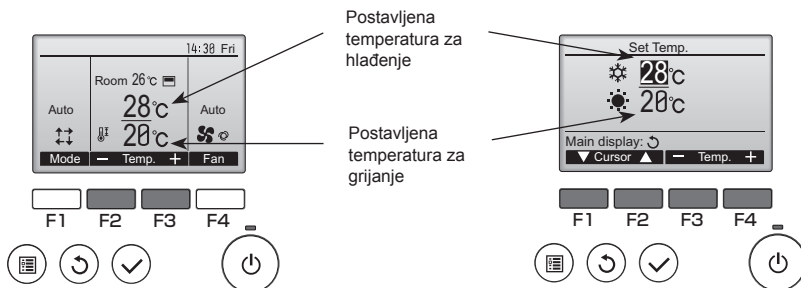 14:30 Fri
Room 26℃
Auto
28℃
Auto
20℃
Mode − Temp. + Fan
F1 F2 F3 F4
Postavljena
temperatura za
hlađenje
Postavljena
temperatura za
grijanje
Set Temp.
28℃
20℃
Main display:
▼ Cursor ▲ − Temp. +
F1 F2 F3 F4